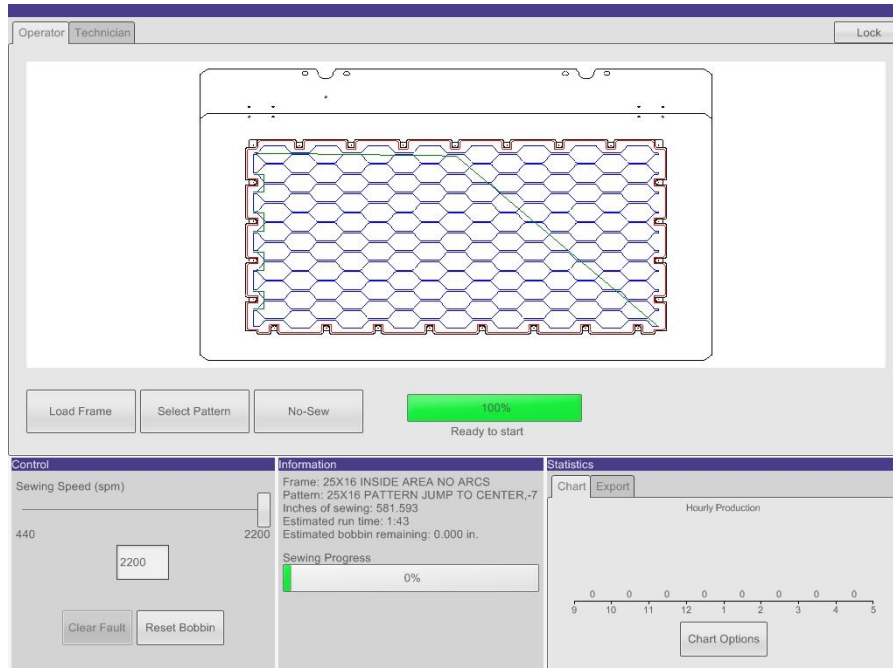 Operator Technician Lock
Load Frame Select Pattern No-Sew 100%
Ready to start
Control
Sewing Speed (spm)
440 2200
2200
Clear Fault Reset Bobbin
Information
Frame: 25X16 INSIDE AREA NO ARCS
Pattern: 25X16 PATTERN JUMP TO CENTER,-7
Inches of sewing: 581.593
Estimated run time: 1:43
Estimated bobbin remaining: 0.000 in.
Sewing Progress
0%
Statistics
Chart Export
Hourly Production
0 0 0 0 0 0 0 0
9 10 11 12 1 2 3 4 5
Chart Options